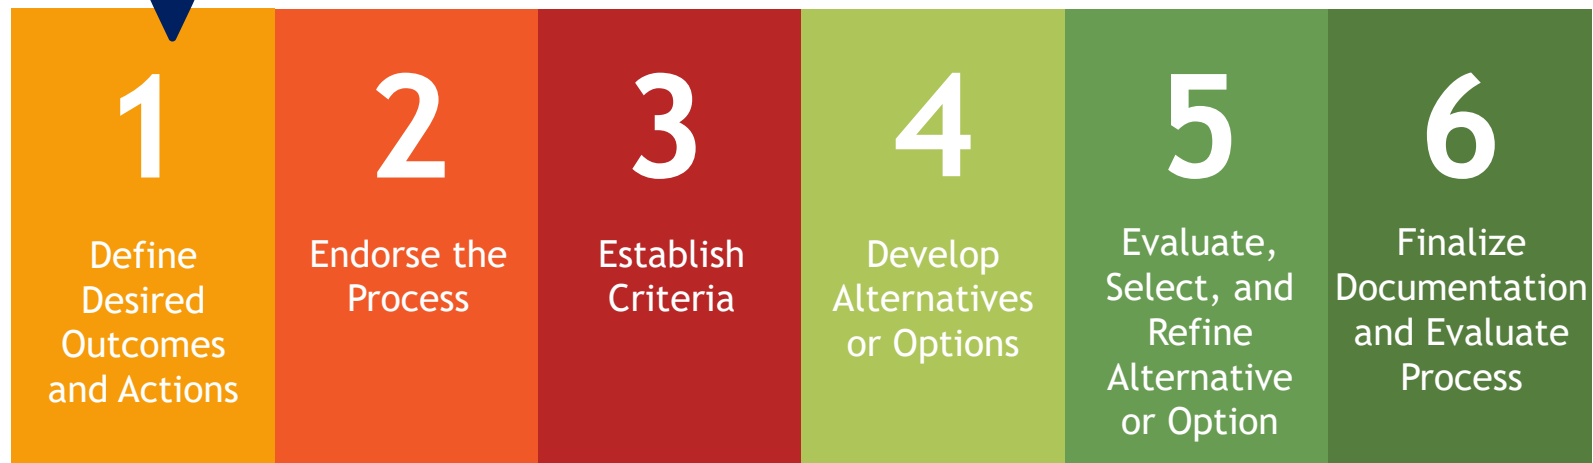 1
Define
Desired
Outcomes
and Actions
2
Endorse the
Process
3
Establish
Criteria
4
Develop
Alternatives
or Options
5
Evaluate,
Select, and
Refine
Alternative
or Option
6
Finalize
Documentation
and Evaluate
Process